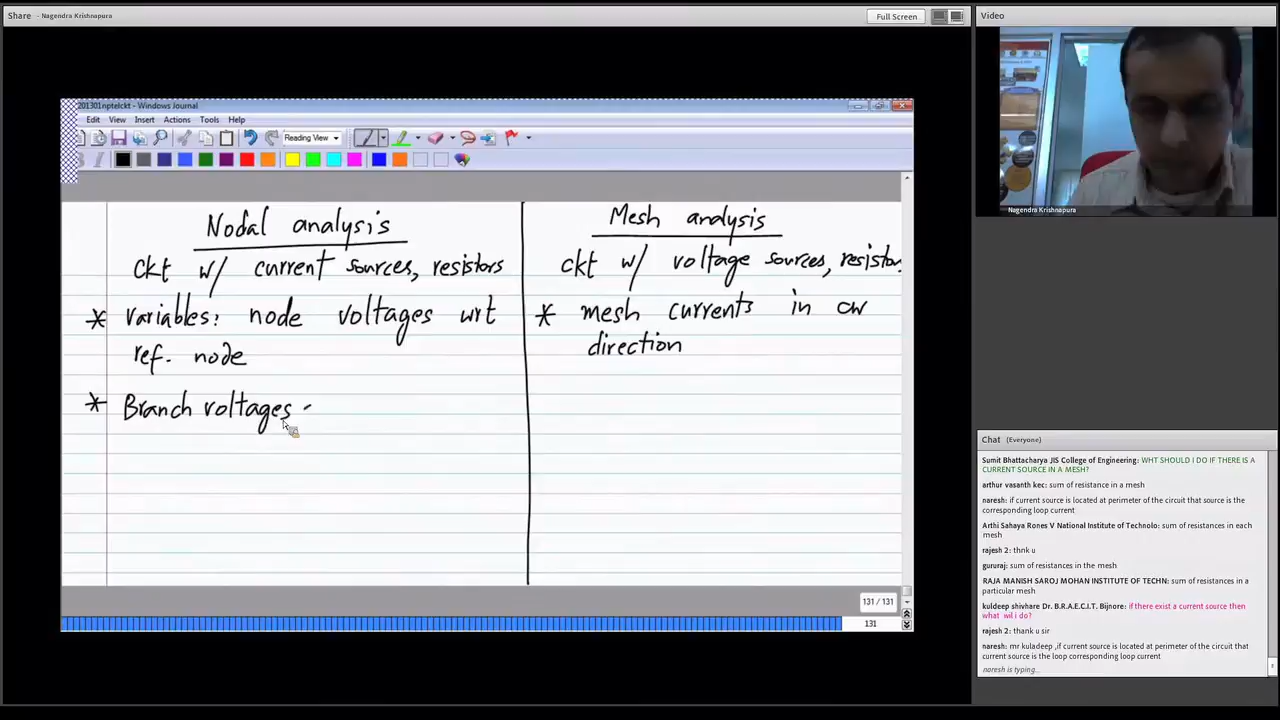 Share - Nagendra Krishnapura
Full Screen
Video
201301nptelckt - Windows Journal
Edit View Insert Actions Tools Help
Reading View
Nodal analysis
ckt w/ current sources, resistors
* Variables: node voltages wrt
ref. node
* Branch voltages -
Mesh analysis
ckt w/ voltage sources, resistors
* mesh currents in cw
direction
131 / 131
131
Nagendra Krishnapura
Chat (Everyone)
Sumit Bhattacharya JIS College of Engineering: WHT SHOULD I DO IF THERE IS A
CURRENT SOURCE IN A MESH?
arthur vasanth kec: sum of resistance in a mesh
naresh: if current source is located at perimeter of the circuit that source is the
corresponding loop current
Arthi Sahaya Rones V National Institute of Technolo: sum of resistances in each
mesh
rajesh 2: thnk u
gururaj: sum of resistances in the mesh
RAJA MANISH SAROJ MOHAN INSTITUTE OF TECHN: sum of resistances in a
particular mesh
kuldeep shivhare Dr. B.R.A.E.C.I.T. Bijnore: if there exist a current source then
what wil i do?
rajesh 2: thank u sir
naresh: mr kuladeep ,if current source is located at perimeter of the circuit that
current source is the loop corresponding loop current
naresh is typing...